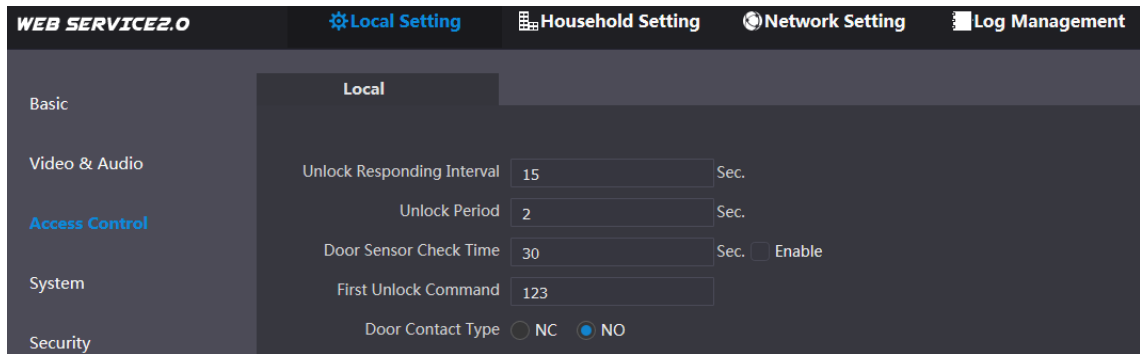 WEB SERVICE2.0 Local Setting Household Setting Network Setting Log Management
Basic
Video & Audio
Access Control
System
Security
Local
Unlock Responding Interval 15 Sec.
Unlock Period 2 Sec.
Door Sensor Check Time 30 Sec. Enable
First Unlock Command 123
Door Contact Type NC NO